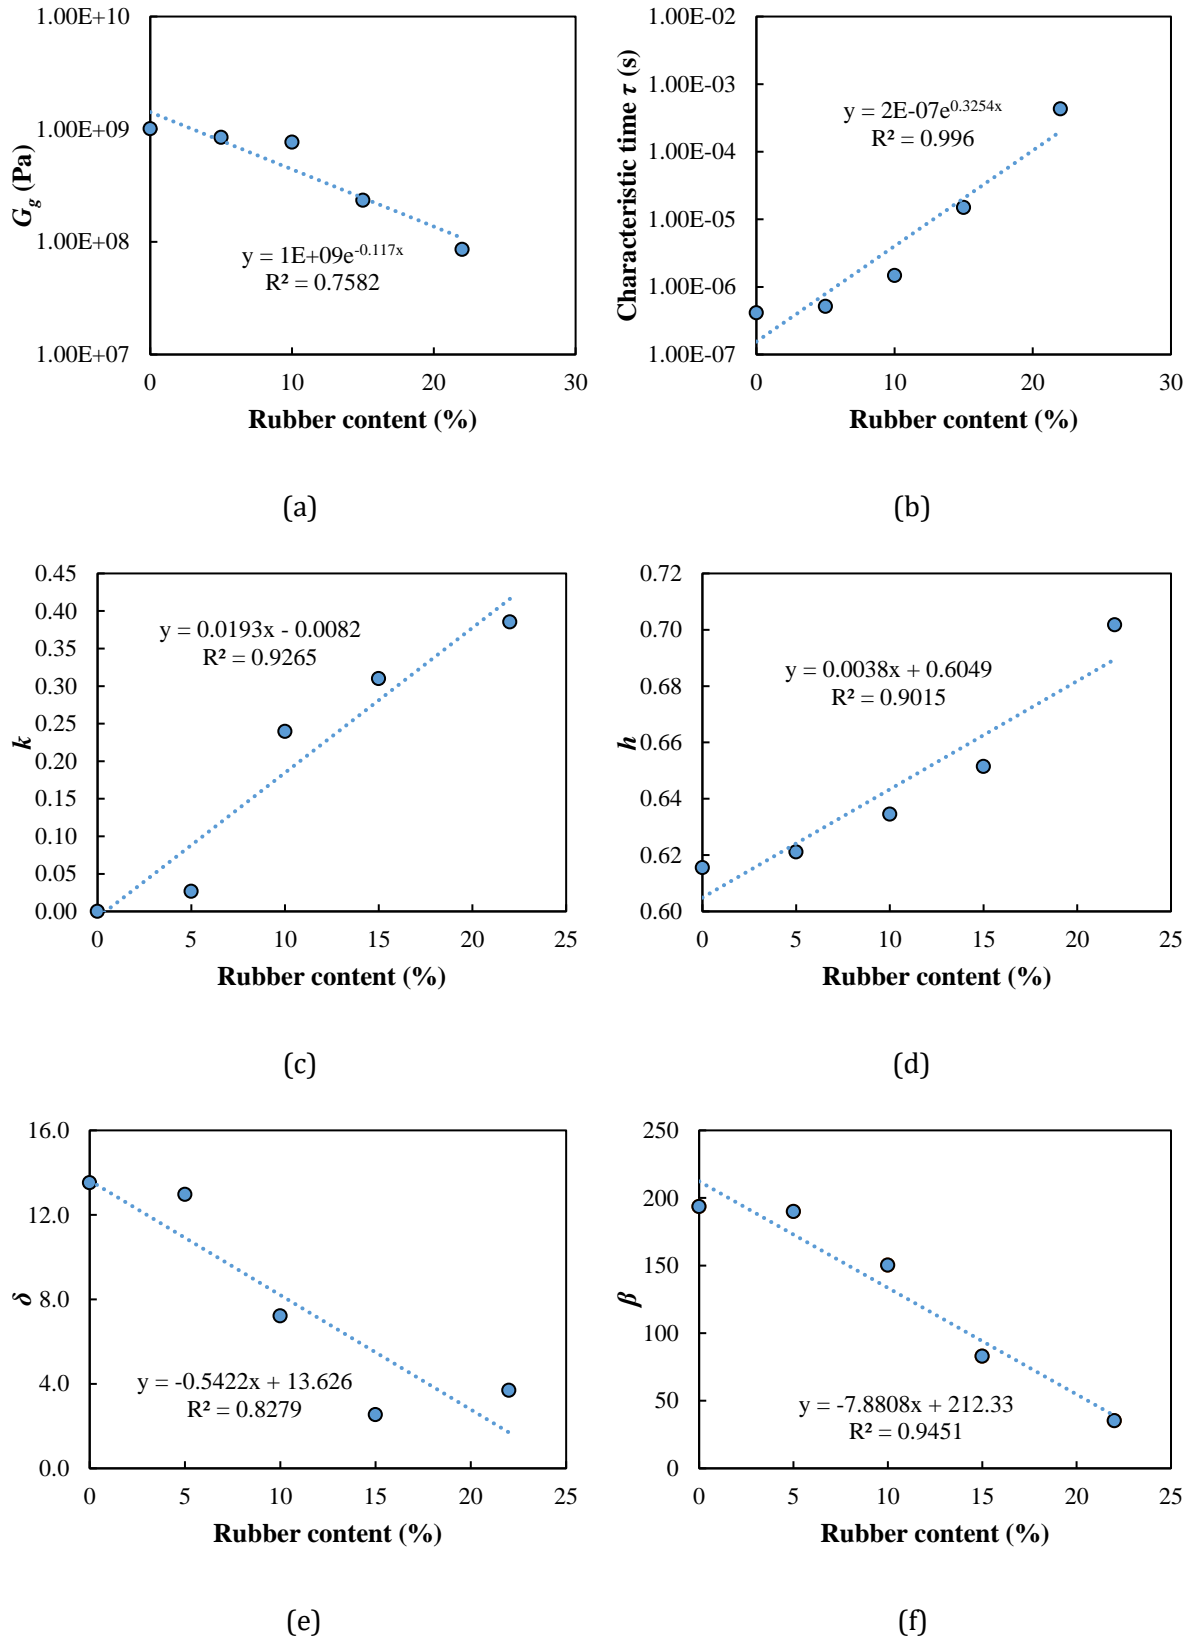 1.00E+10
1.00E+09
1.00E+08
1.00E+07
G_g (Pa)
y = 1E+09e^-0.117x
R² = 0.7582
0 10 20 30
Rubber content (%)
(a)
1.00E-02
1.00E-03
1.00E-04
1.00E-05
1.00E-06
1.00E-07
Characteristic time τ (s)
y = 2E-07e^0.3254x
R² = 0.996
0 10 20 30
Rubber content (%)
(b)
0.45
0.40
0.35
0.30
0.25
0.20
0.15
0.10
0.05
0.00
k
y = 0.0193x - 0.0082
R² = 0.9265
0 5 10 15 20 25
Rubber content (%)
(c)
0.72
0.70
0.68
0.66
0.64
0.62
0.60
h
y = 0.0038x + 0.6049
R² = 0.9015
0 5 10 15 20 25
Rubber content (%)
(d)
16.0
12.0
8.0
4.0
0.0
δ
y = -0.5422x + 13.626
R² = 0.8279
0 5 10 15 20 25
Rubber content (%)
(e)
250
200
150
100
50
0
β
y = -7.8808x + 212.33
R² = 0.9451
0 5 10 15 20 25
Rubber content (%)
(f)